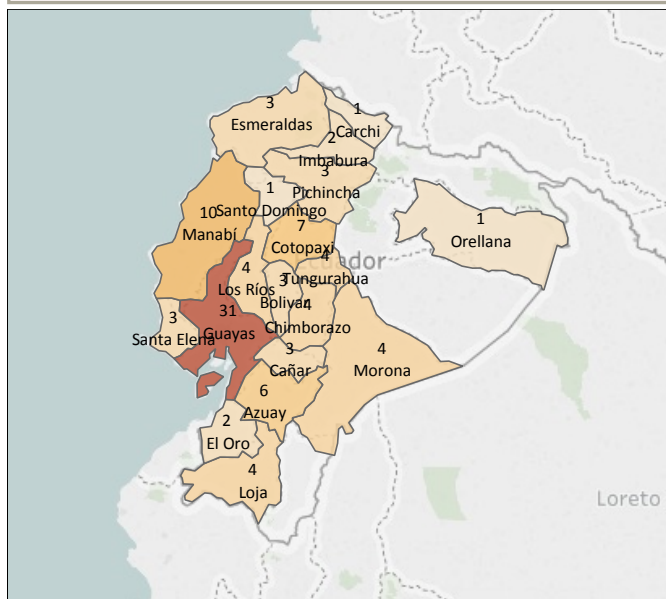 3
Esmeraldas
1
Carchi
2
Imbabura
3
Pichincha
1
Santo Domingo
10
Manabí
7
Cotopaxi
1
Orellana
Ecuador
4
Tungurahua
4
Los Ríos
3
Bolivar
4
Chimborazo
31
Guayas
3
Santa Elena
3
Cañar
4
Morona
6
Azuay
2
El Oro
4
Loja
Loreto